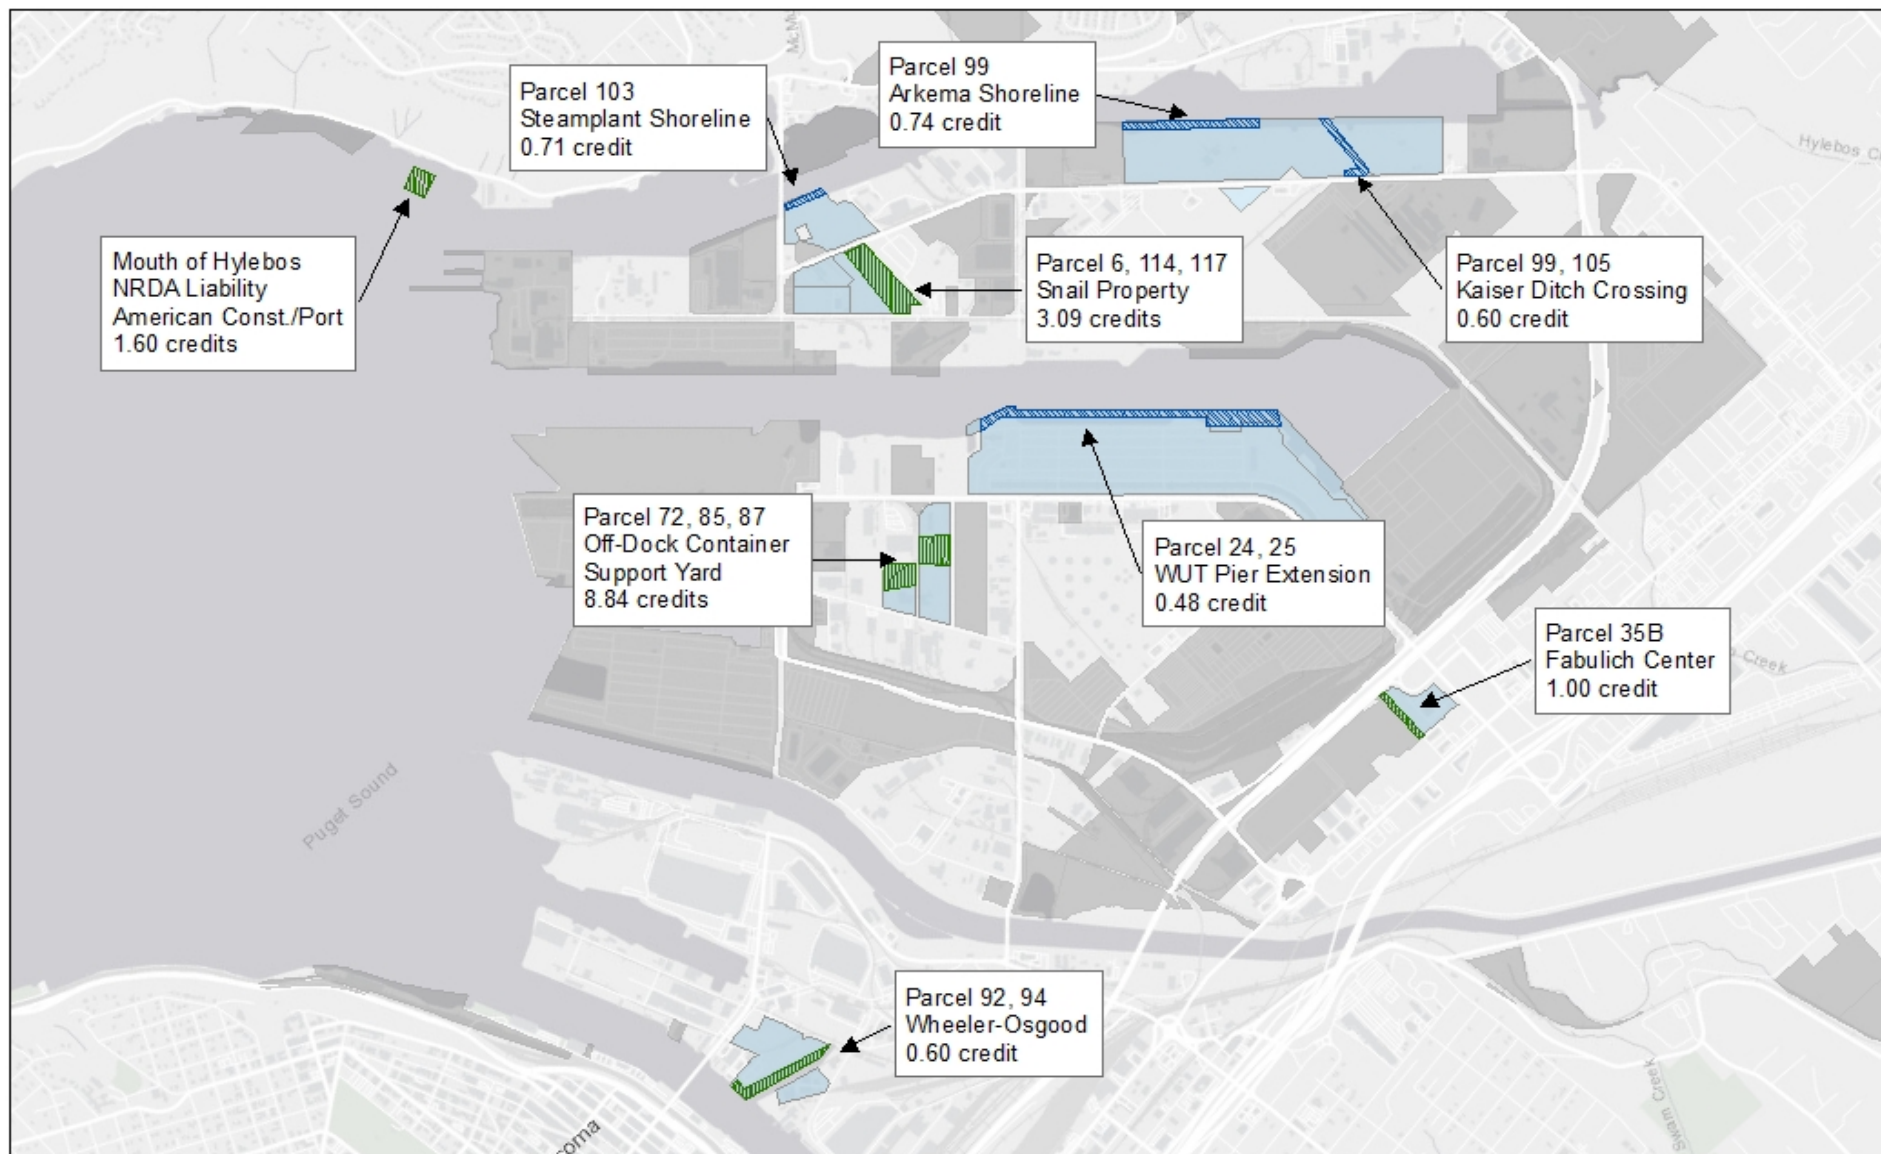 McM
Parcel 99
Arkema Shoreline
0.74 credit
Parcel 103
Steamplant Shoreline
0.71 credit
Hylebos C
Mouth of Hylebos
NRDA Liability
American Const./Port
1.60 credits
Parcel 6, 114, 117
Snail Property
3.09 credits
Parcel 99, 105
Kaiser Ditch Crossing
0.60 credit
Parcel 72, 85, 87
Off-Dock Container
Support Yard
8.84 credits
Parcel 24, 25
WUT Pier Extension
0.48 credit
Parcel 35B
Fabulich Center
1.00 credit
Creek
Puget Sound
Parcel 92, 94
Wheeler-Osgood
0.60 credit
Swam Creek
coma